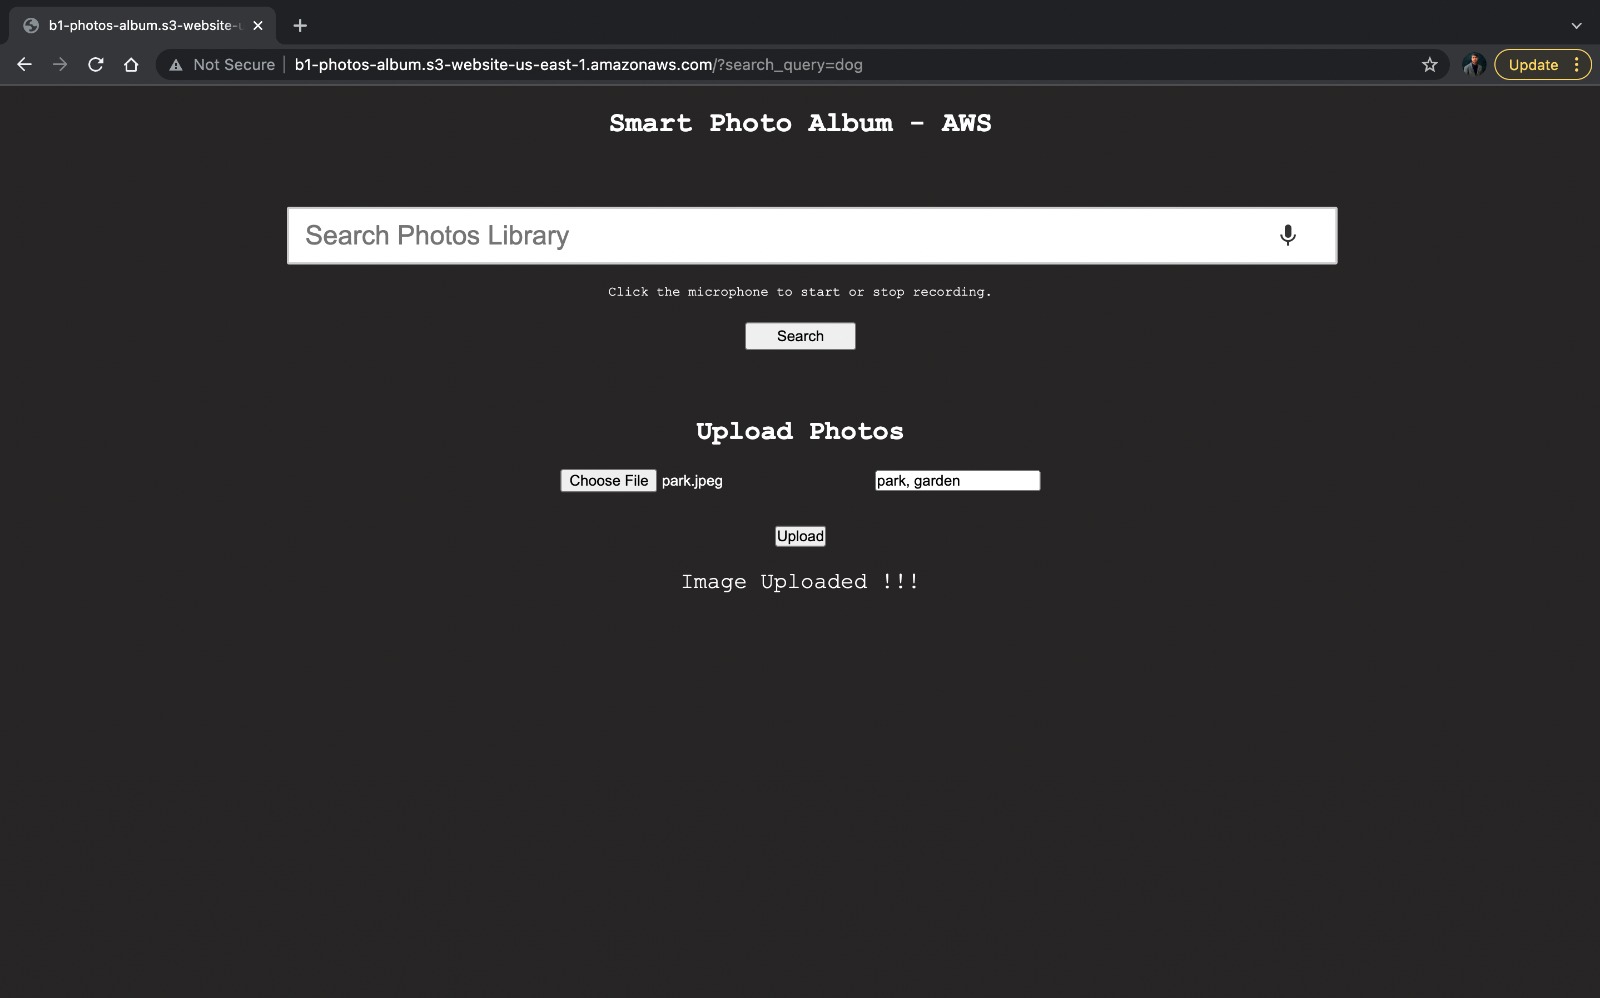 b1-photos-album.s3-website-u
Not Secure b1-photos-album.s3-website-us-east-1.amazonaws.com/?search_query=dog Update
Smart Photo Album - AWS
Search Photos Library
Click the microphone to start or stop recording.
Search
Upload Photos
Choose File park.jpeg park, garden
Upload
Image Uploaded !!!